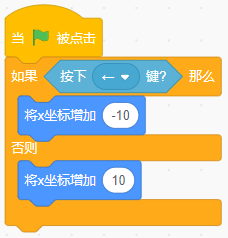 当 被点击
如果 按下 ← 键? 那么
将x坐标增加 -10
否则
将x坐标增加 10